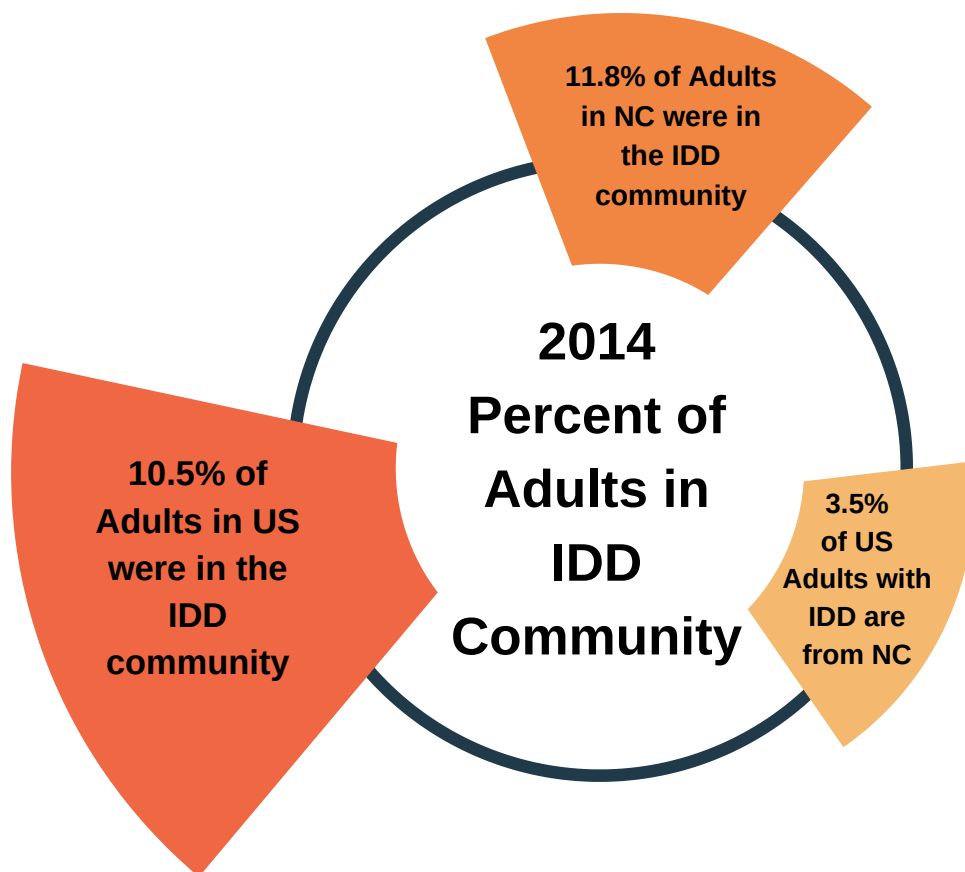 11.8% of Adults
in NC were in
the IDD
community
2014
Percent of
Adults in
IDD
Community
10.5% of
Adults in US
were in the
IDD
community
3.5%
of US
Adults with
IDD are
from NC